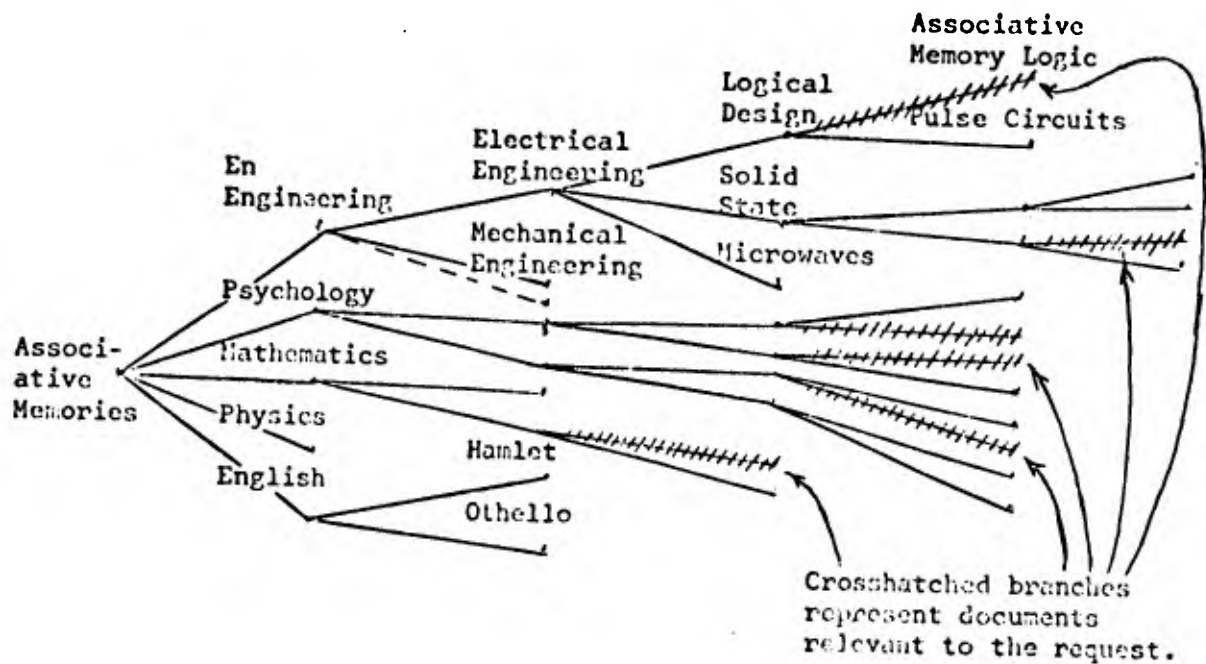 Associative
Memory Logic
Logical
Design
Pulse Circuits
Electrical
Engineering
En
Engineering
Solid
State
Mechanical
Engineering
Microwaves
Psychology
Associ-
ative
Memories
Mathematics
Physics
English
Hamlet
Othello
Crosshatched branches
represent documents
relevant to the request.